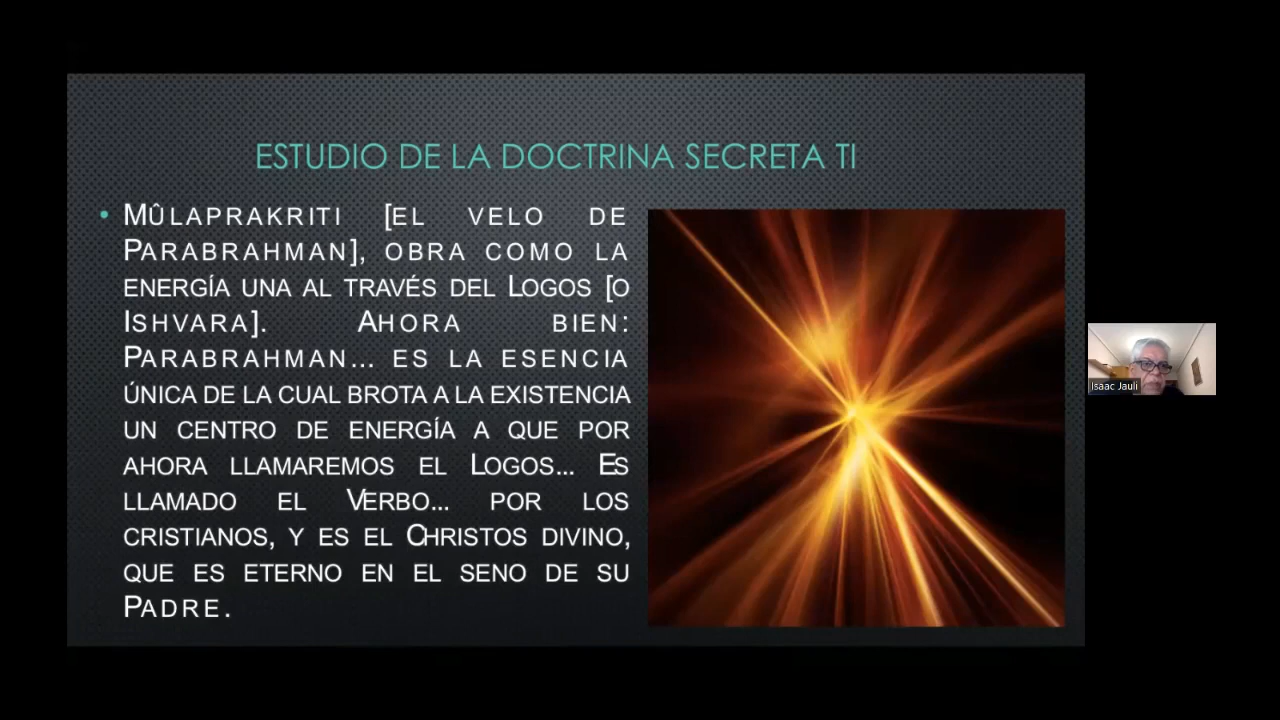 ESTUDIO DE LA DOCTRINA SECRETA TI
• MÛLAPRAKRITI [EL VELO DE
PARABRAHMAN], OBRA COMO LA
ENERGÍA UNA AL TRAVÉS DEL LOGOS [O
ISHVARA]. AHORA BIEN:
PARABRAHMAN... ES LA ESENCIA
ÚNICA DE LA CUAL BROTA A LA EXISTENCIA
UN CENTRO DE ENERGÍA A QUE POR
AHORA LLAMAREMOS EL LOGOS... ES
LLAMADO EL VERBO... POR LOS
CRISTIANOS, Y ES EL CHRISTOS DIVINO,
QUE ES ETERNO EN EL SENO DE SU
PADRE.
Isaac Jauli